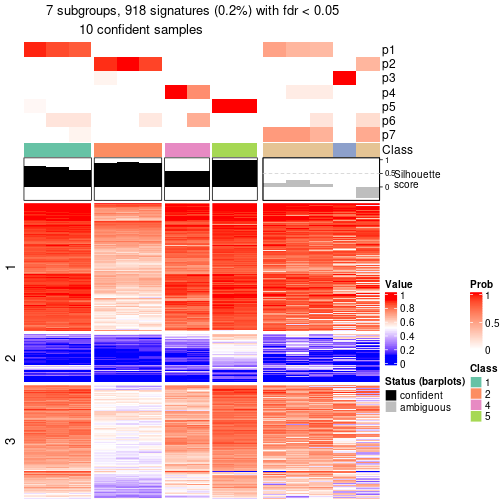 7 subgroups, 918 signatures (0.2%) with fdr < 0.05
10 confident samples
p1
p2
p3
p4
p5
p6
p7
Class
1
0.5
0
Silhouette
score
1
2
3
Value
1
0.8
0.6
0.4
0.2
0
Prob
1
0.5
0
Status (barplots)
confident
ambiguous
Class
1
2
4
5